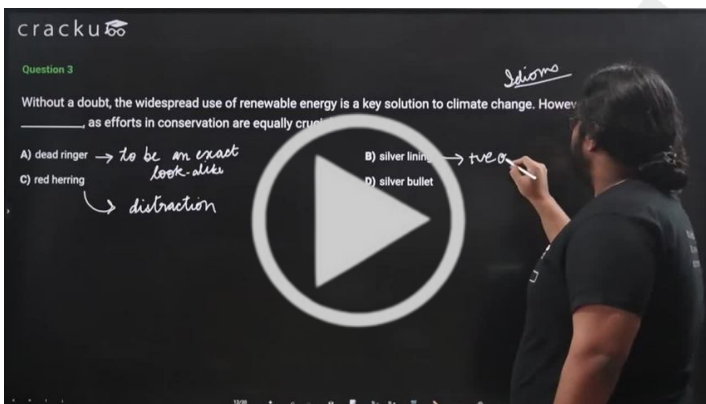 cracku
Question 3
Idioms
Without a doubt, the widespread use of renewable energy is a key solution to climate change. Howev
________, as efforts in conservation are equally
A) dead ringer → to be an exact
look-alike
B) silver lining → +ve
C) red herring
D) silver bullet
distraction